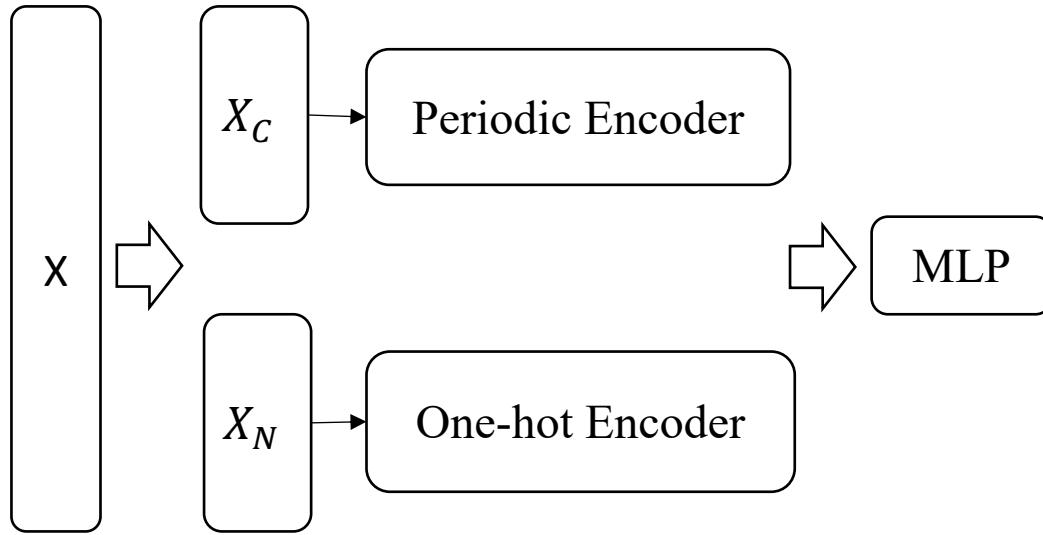 X
X_C
Periodic Encoder
X_N
One-hot Encoder
MLP